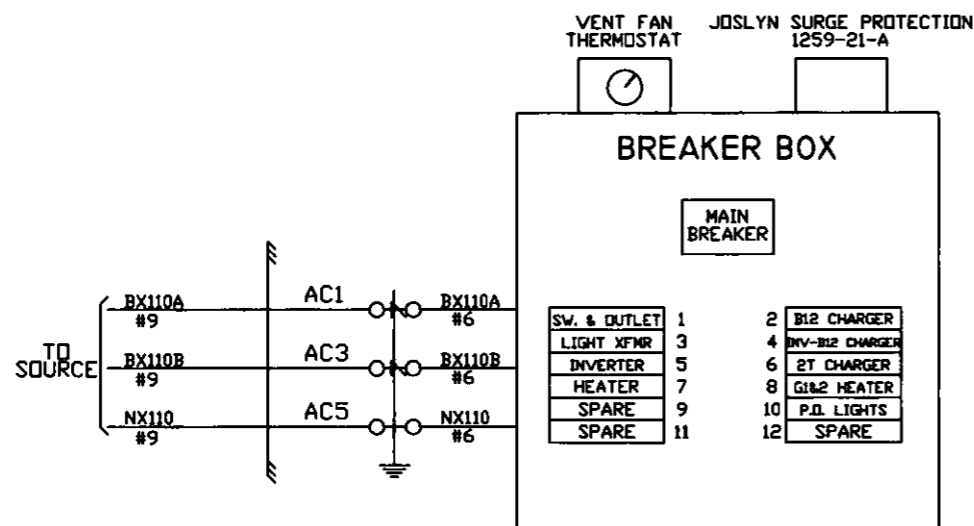 VENT FAN
THERMOSTAT
JOSLYN SURGE PROTECTION
1259-21-A
BREAKER BOX
MAIN
BREAKER
TO
SOURCE
BX110A
#9
AC1
BX110A
#6
BX110B
#9
AC3
BX110B
#6
NX110
#9
AC5
NX110
#6
SW. & OUTLET 1
LIGHT XFMR 3
INVERTER 5
HEATER 7
SPARE 9
SPARE 11
2 B12 CHARGER
4 INV-B12 CHARGER
6 2T CHARGER
8 G1&2 HEATER
10 P.O. LIGHTS
12 SPARE